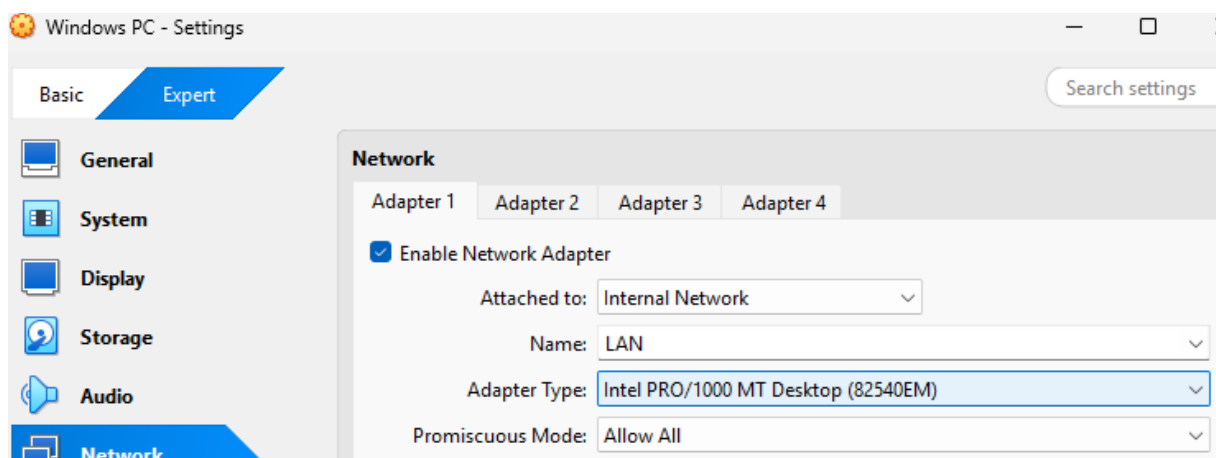 Windows PC - Settings
Basic Expert Search settings
General
System
Display
Storage
Audio
Network
Network
Adapter 1 Adapter 2 Adapter 3 Adapter 4
Enable Network Adapter
Attached to: Internal Network
Name: LAN
Adapter Type: Intel PRO/1000 MT Desktop (82540EM)
Promiscuous Mode: Allow All